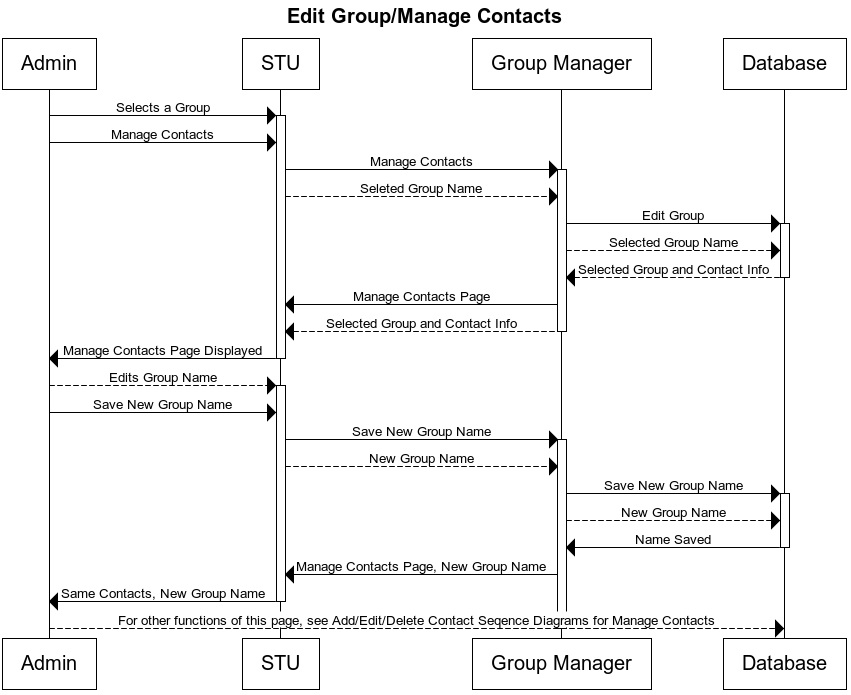 Edit Group/Manage Contacts
Admin
STU
Group Manager
Database
Selects a Group
Manage Contacts
Manage Contacts
Seleted Group Name
Edit Group
Selected Group Name
Selected Group and Contact Info
Manage Contacts Page
Selected Group and Contact Info
Manage Contacts Page Displayed
Edits Group Name
Save New Group Name
Save New Group Name
New Group Name
Save New Group Name
New Group Name
Name Saved
Manage Contacts Page, New Group Name
Same Contacts, New Group Name
For other functions of this page, see Add/Edit/Delete Contact Seqence Diagrams for Manage Contacts
Admin
STU
Group Manager
Database